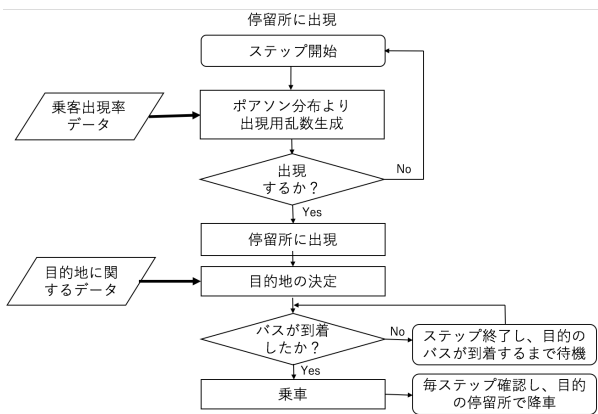 停留所に出現
ステップ開始
乗客出現率
データ
ポアソン分布より
出現用乱数生成
出現
するか？
No
Yes
停留所に出現
目的地に関
するデータ
目的地の決定
バスが到着
したか？
No
ステップ終了し、目的の
バスが到着するまで待機
Yes
乗車
毎ステップ確認し、目的
の停留所で降車